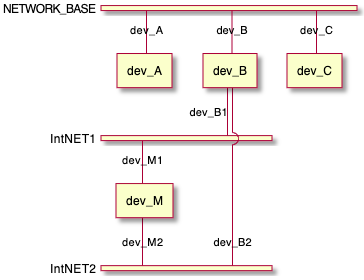 NETWORK_BASE
dev_A dev_B dev_C
dev_A dev_B dev_C
dev_B1
IntNET1
dev_M1
dev_M
dev_M2 dev_B2
IntNET2